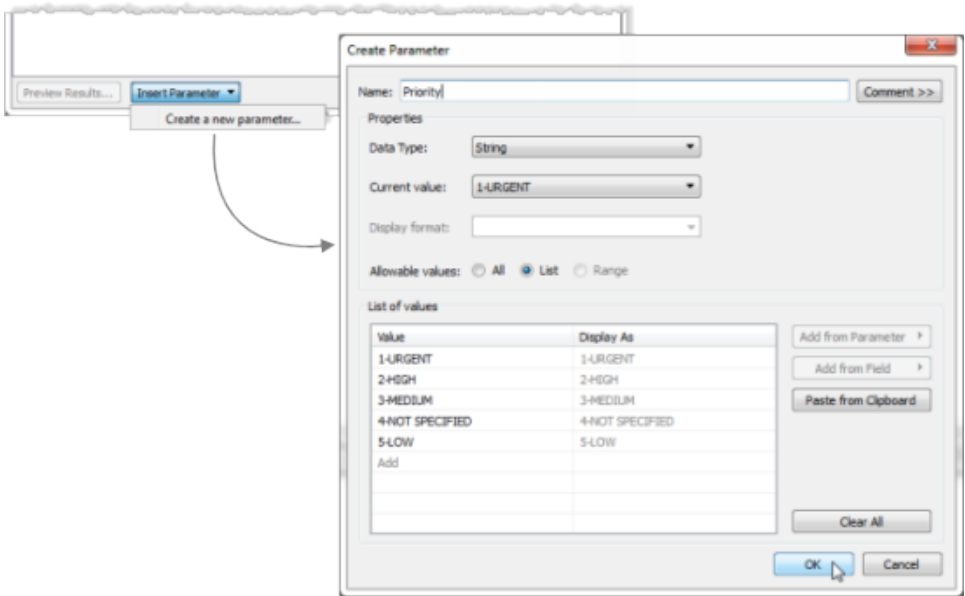 Create Parameter
x
Preview Results...
Insert Parameter
Create a new parameter...
Name: Priority
Comment >>
Properties
Data Type: String
Current value: 1-URGENT
Display format:
Allowable values: All List Range
List of values
Value Display As
1-URGENT 1-URGENT
2-HIGH 2-HIGH
3-MEDIUM 3-MEDIUM
4-NOT SPECIFIED 4-NOT SPECIFIED
5-LOW 5-LOW
Add
Add from Parameter
Add from Field
Paste from Clipboard
Clear All
OK Cancel